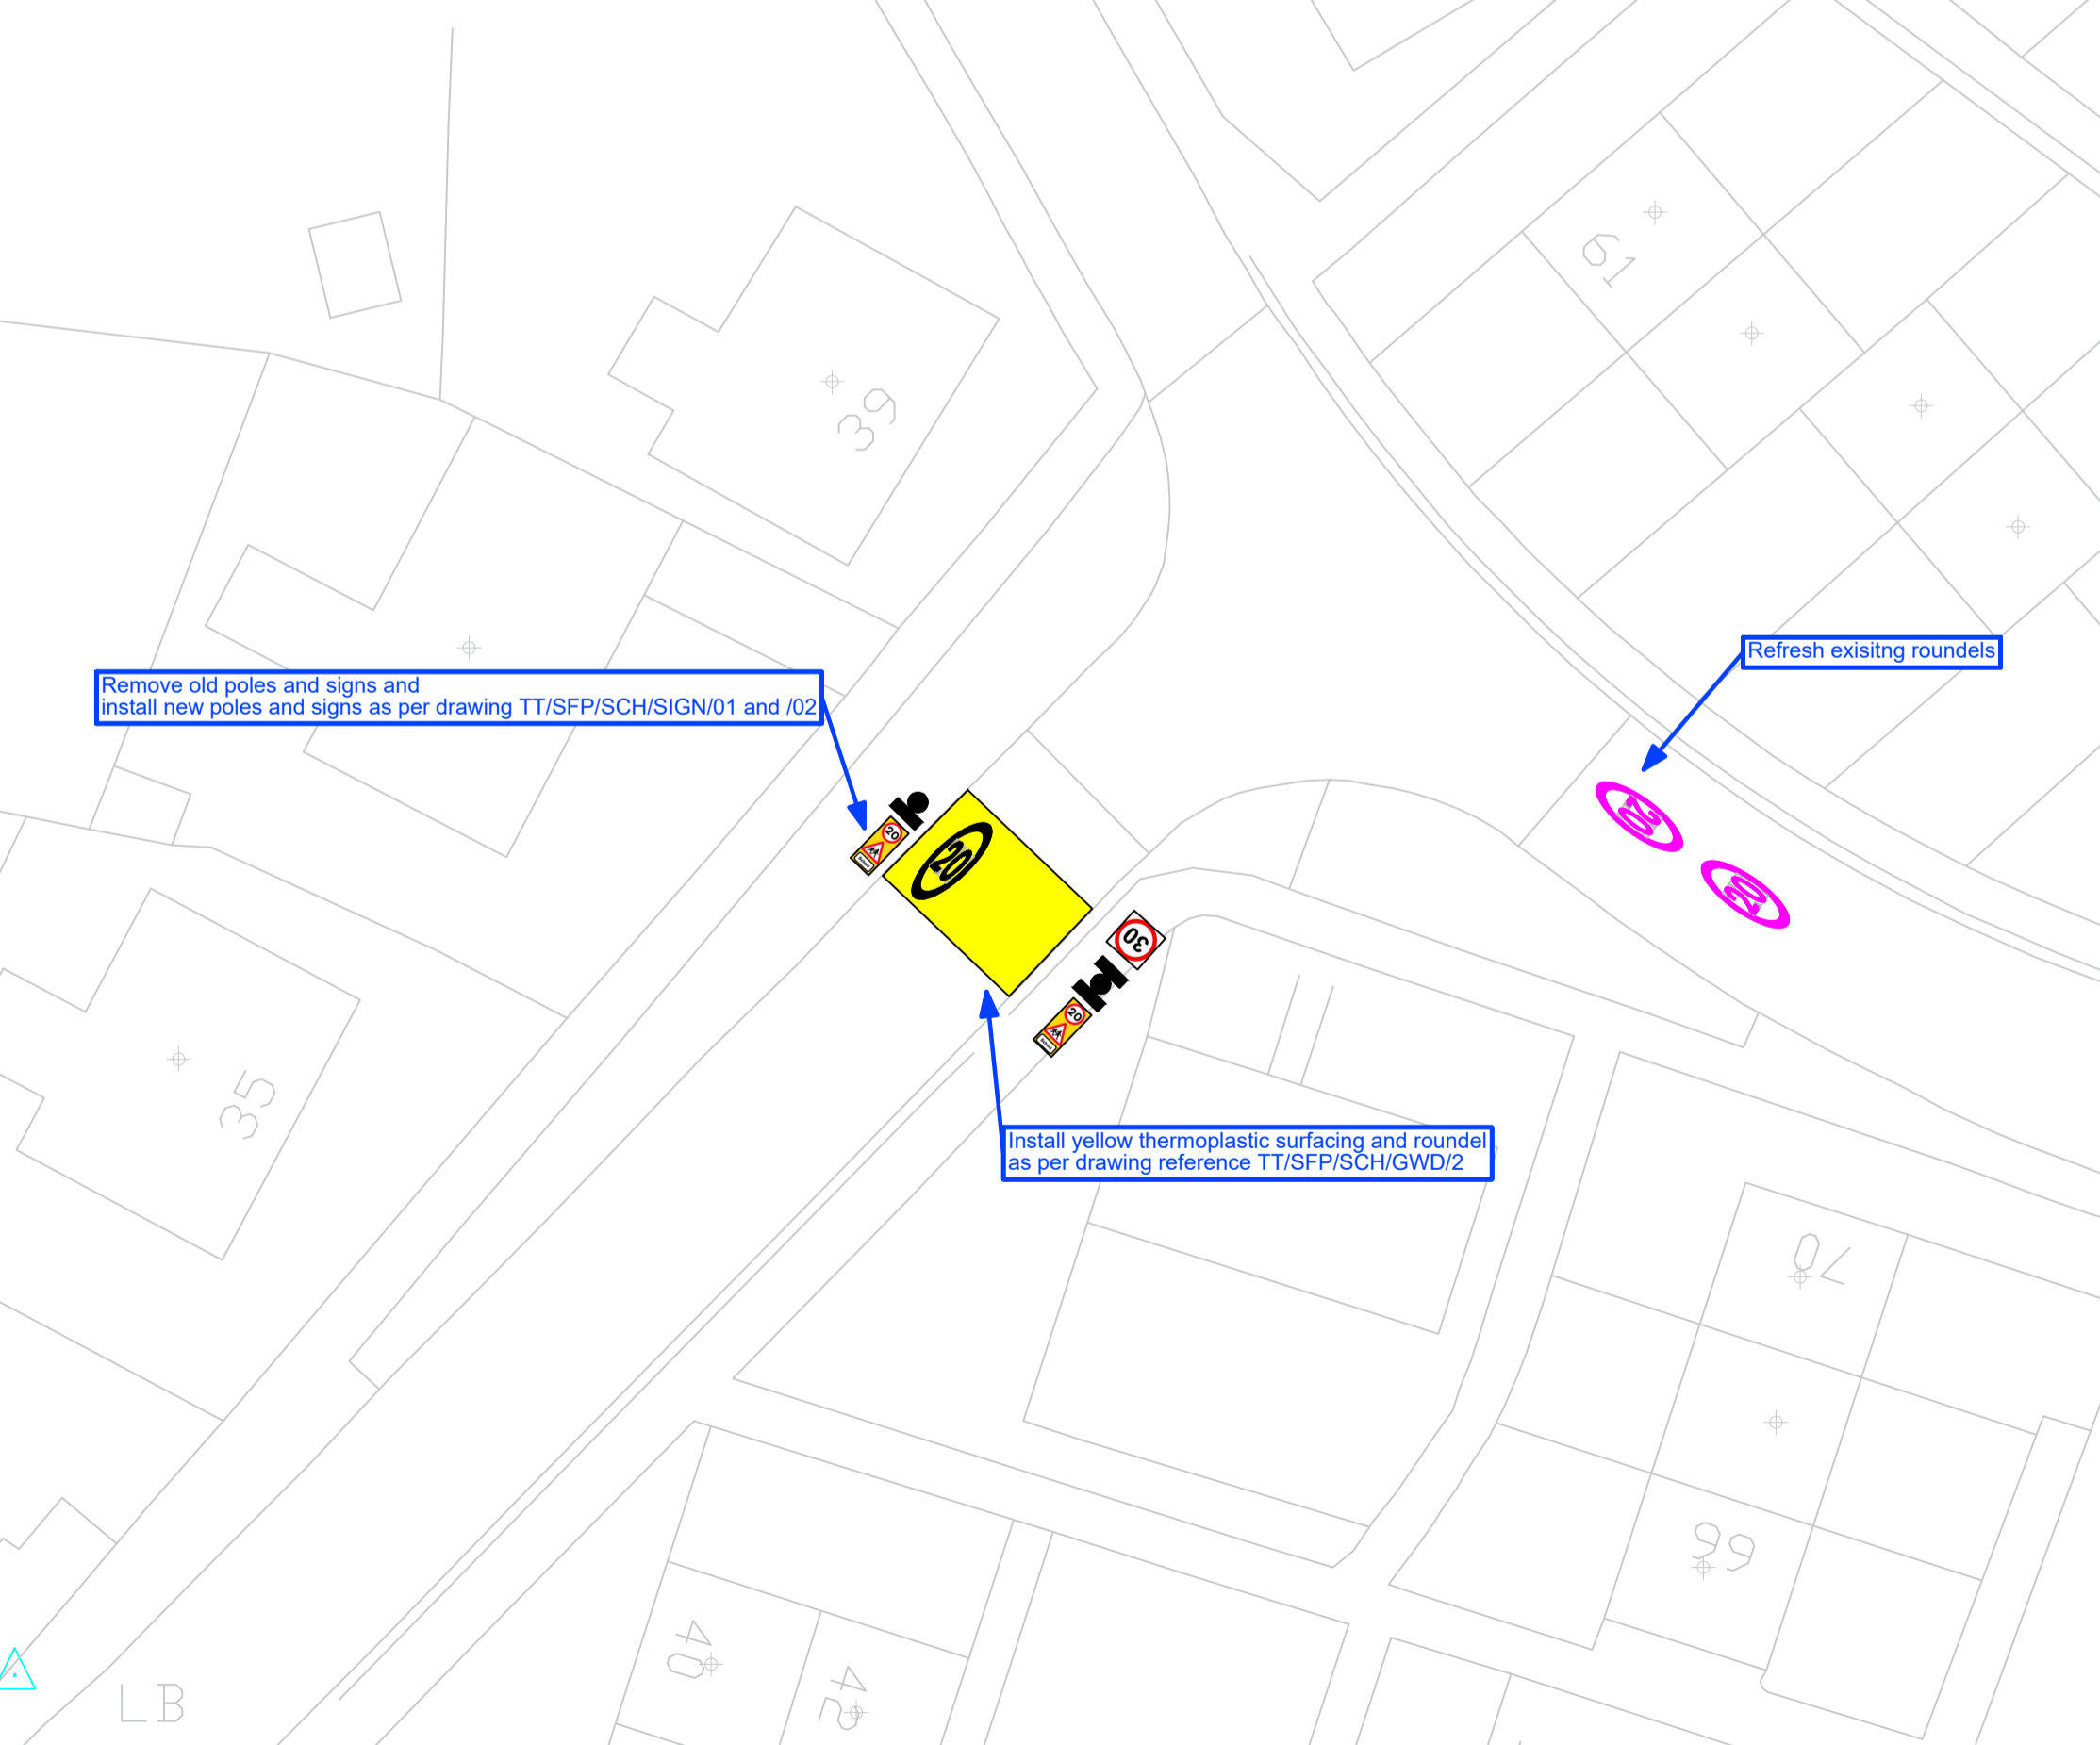 19
39
Refresh exisitng roundels
Remove old poles and signs and
install new poles and signs as per drawing TT/SFP/SCH/SIGN/01 and /02
20
20
20
20
30
20
35
Install yellow thermoplastic surfacing and roundel
as per drawing reference TT/SFP/SCH/GWD/2
70
66
40
42
LB